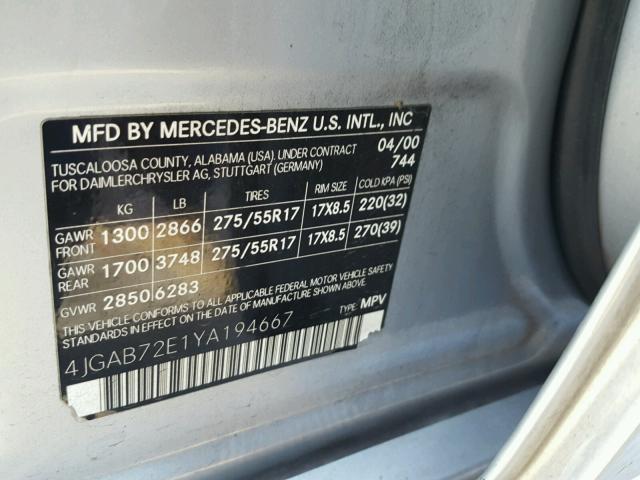 MFD BY MERCEDES-BENZ U.S. INTL., INC
TUSCALOOSA COUNTY, ALABAMA (USA). UNDER CONTRACT 04/00
FOR DAIMLERCHRYSLER AG, STUTTGART (GERMANY) 744
KG LB TIRES RIM SIZE COLD KPA (PSI)
GAWR FRONT 1300 2866 275/55R17 17X8.5 220(32)
GAWR REAR 1700 3748 275/55R17 17X8.5 270(39)
GVWR 2850 6283
THIS VEHICLE CONFORMS TO ALL APPLICABLE FEDERAL MOTOR VEHICLE SAFETY
STANDARDS IN EFFECT ON THE DATE OF MANUFACTURE SHOWN ABOVE.
4JGAB72E1YA194667 TYPE: MPV